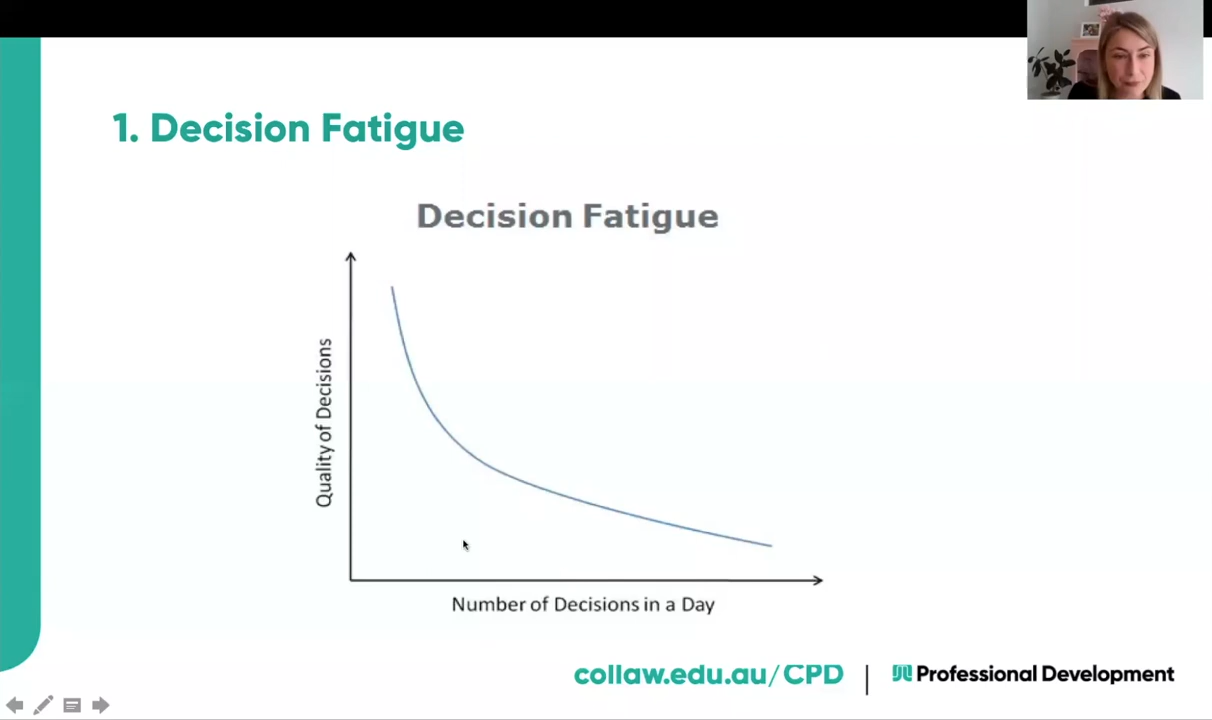 1. Decision Fatigue
Decision Fatigue
Quality of Decisions
Number of Decisions in a Day
collaw.edu.au/CPD | Professional Development